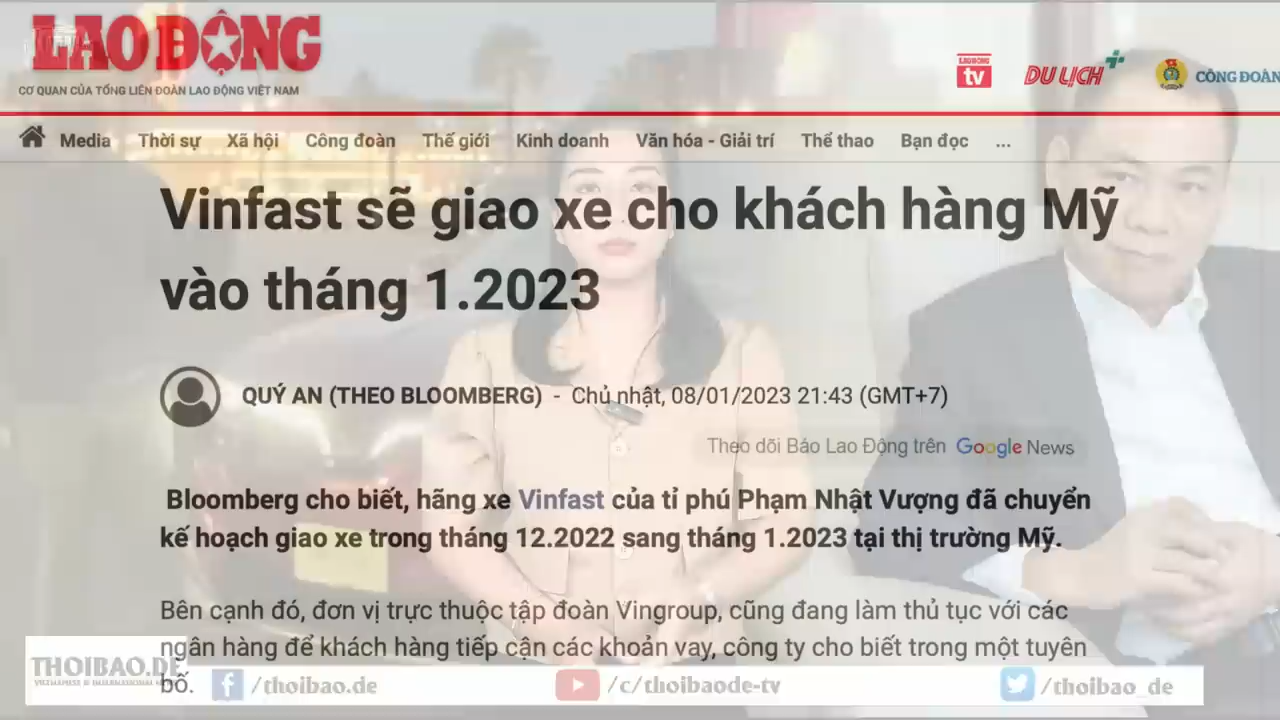 LAO ĐỘNG
CƠ QUAN CỦA TỔNG LIÊN ĐOÀN LAO ĐỘNG VIỆT NAM
LAO ĐỘNG
tv
DU LỊCH+
CÔNG ĐOÀN
Media Thời sự Xã hội Công đoàn Thế giới Kinh doanh Văn hóa - Giải trí Thể thao Bạn đọc ...
Vinfast sẽ giao xe cho khách hàng Mỹ
vào tháng 1.2023
QUÝ AN (THEO BLOOMBERG) - Chủ nhật, 08/01/2023 21:43 (GMT+7)
Theo dõi Báo Lao Động trên Google News
Bloomberg cho biết, hãng xe Vinfast của tỉ phú Phạm Nhật Vượng đã chuyển
kế hoạch giao xe trong tháng 12.2022 sang tháng 1.2023 tại thị trường Mỹ.
Bên cạnh đó, đơn vị trực thuộc tập đoàn Vingroup, cũng đang làm thủ tục với các
ngân hàng để khách hàng tiếp cận các khoản vay, công ty cho biết trong một tuyên
bố.
THOIBAO.DE
/thoibao.de
/c/thoibaode-tv
/thoibao_de